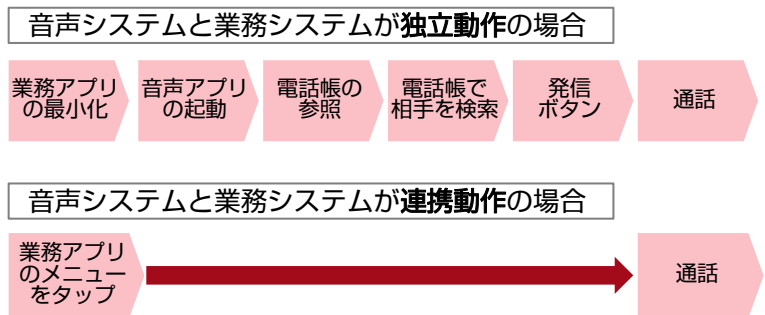 音声システムと業務システムが独立動作の場合
業務アプリ
の最小化
音声アプリ
の起動
電話帳の
参照
電話帳で
相手を検索
発信
ボタン
通話
音声システムと業務システムが連携動作の場合
業務アプリ
のメニュー
をタップ
通話